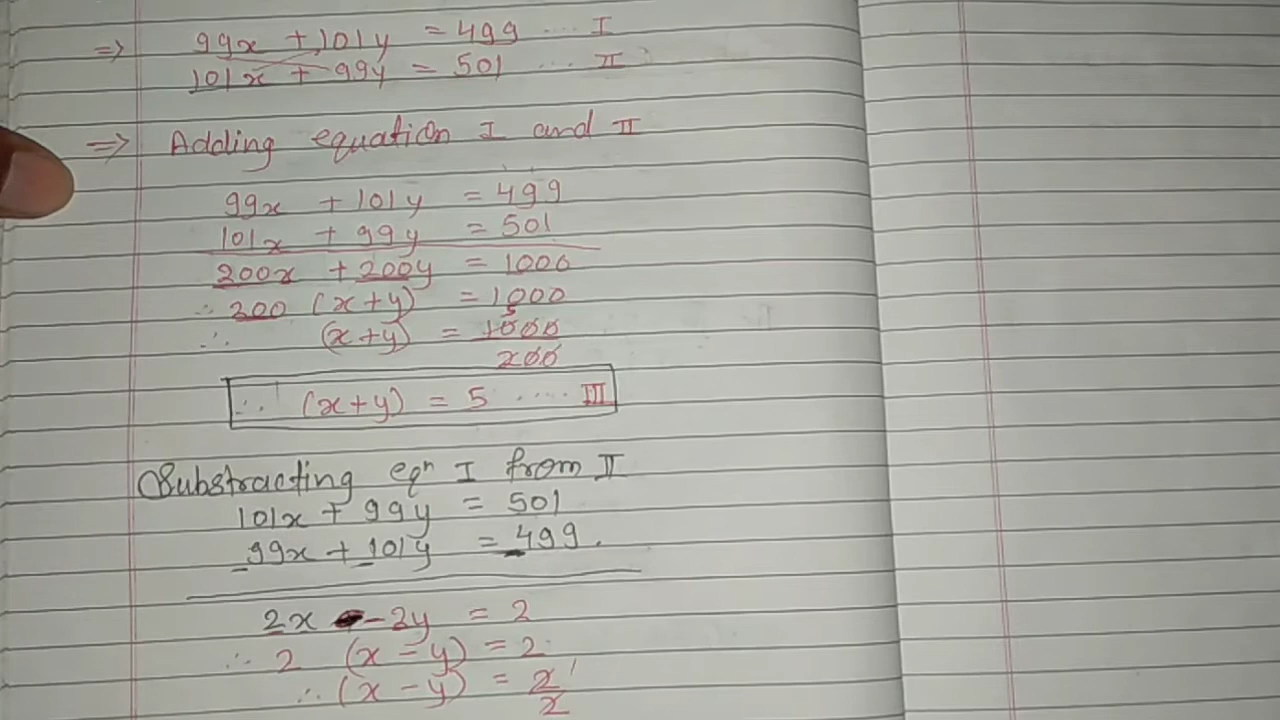 ⇒ 99x + 101y = 499 .... I
101x + 99y = 501 .... II
⇒ Adding equation I and II
99x + 101y = 499
101x + 99y = 501
200x + 200y = 1000
∴ 200 (x+y) = 1000
∴ (x+y) = 1000
5
200
∴ (x+y) = 5 .... III
Substracting eqn I from II
101x + 99y = 501
99x + 101y = 499.
- - -
2x - 2y = 2
∴ 2 (x - y) = 2
∴ (x - y) = 2 1
2